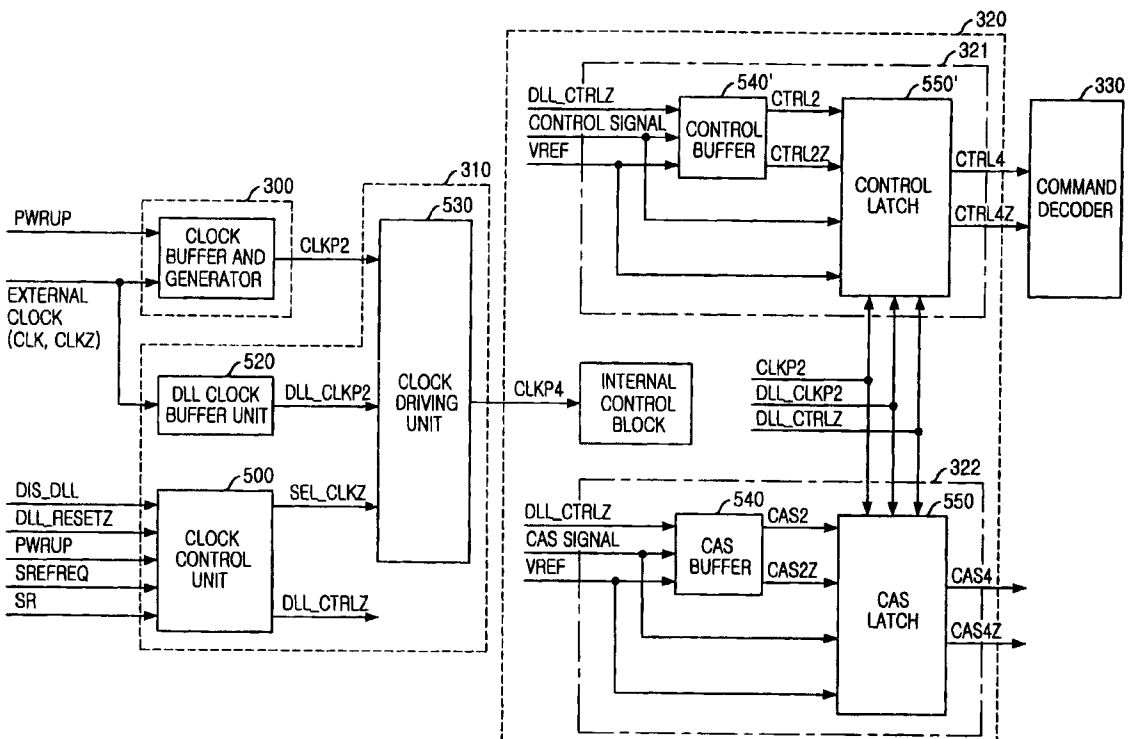 320
321
DLL_CTRLZ
CONTROL SIGNAL
VREF
540'
CONTROL
BUFFER
CTRL2
CTRL2Z
550'
CONTROL
LATCH
CTRL4
CTRL4Z
330
COMMAND
DECODER
310
300
530
PWRUP
CLOCK
BUFFER AND
GENERATOR
CLKP2
EXTERNAL
CLOCK
(CLK, CLKZ)
520
DLL CLOCK
BUFFER UNIT
DLL_CLKP2
CLOCK
DRIVING
UNIT
CLKP4
INTERNAL
CONTROL
BLOCK
CLKP2
DLL_CLKP2
DLL_CTRLZ
500
DIS_DLL
DLL_RESETZ
PWRUP
SREFREQ
SR
CLOCK
CONTROL
UNIT
SEL_CLKZ
DLL_CTRLZ
322
DLL_CTRLZ
CAS SIGNAL
VREF
540
CAS
BUFFER
CAS2
CAS2Z
550
CAS
LATCH
CAS4
CAS4Z